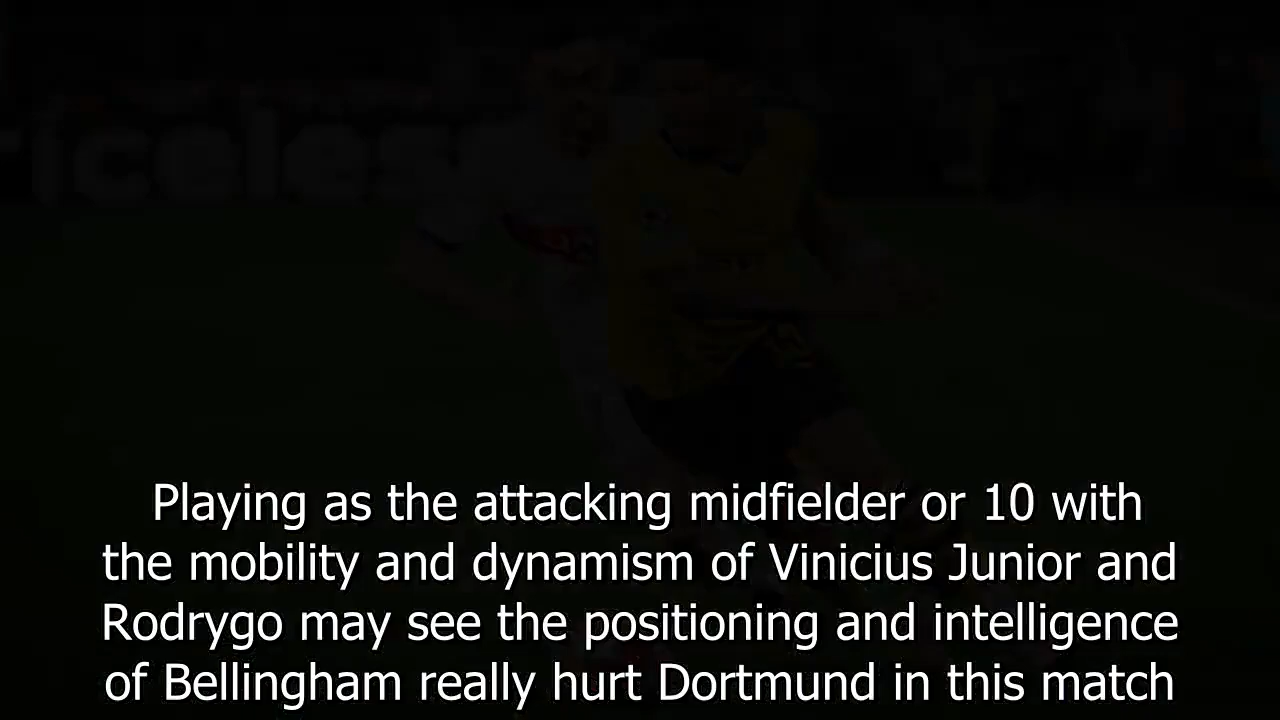 iceless
Playing as the attacking midfielder or 10 with
the mobility and dynamism of Vinicius Junior and
Rodrygo may see the positioning and intelligence
of Bellingham really hurt Dortmund in this match